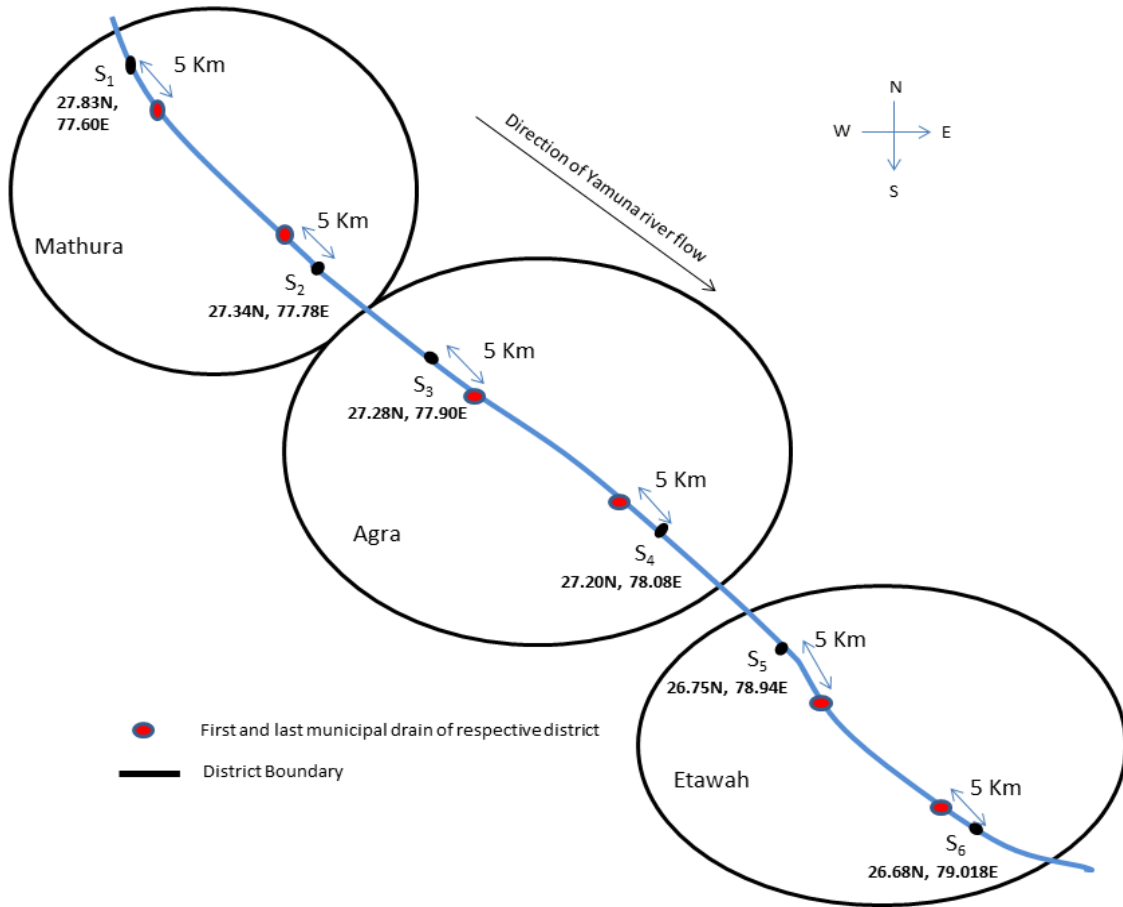 5 Km
S1
27.83N,
77.60E
N
W E
S
Direction of Yamuna river flow
5 Km
Mathura
S2
27.34N, 77.78E
5 Km
S3
27.28N, 77.90E
5 Km
Agra
S4
27.20N, 78.08E
5 Km
S5
26.75N, 78.94E
First and last municipal drain of respective district
District Boundary
Etawah
5 Km
S6
26.68N, 79.018E